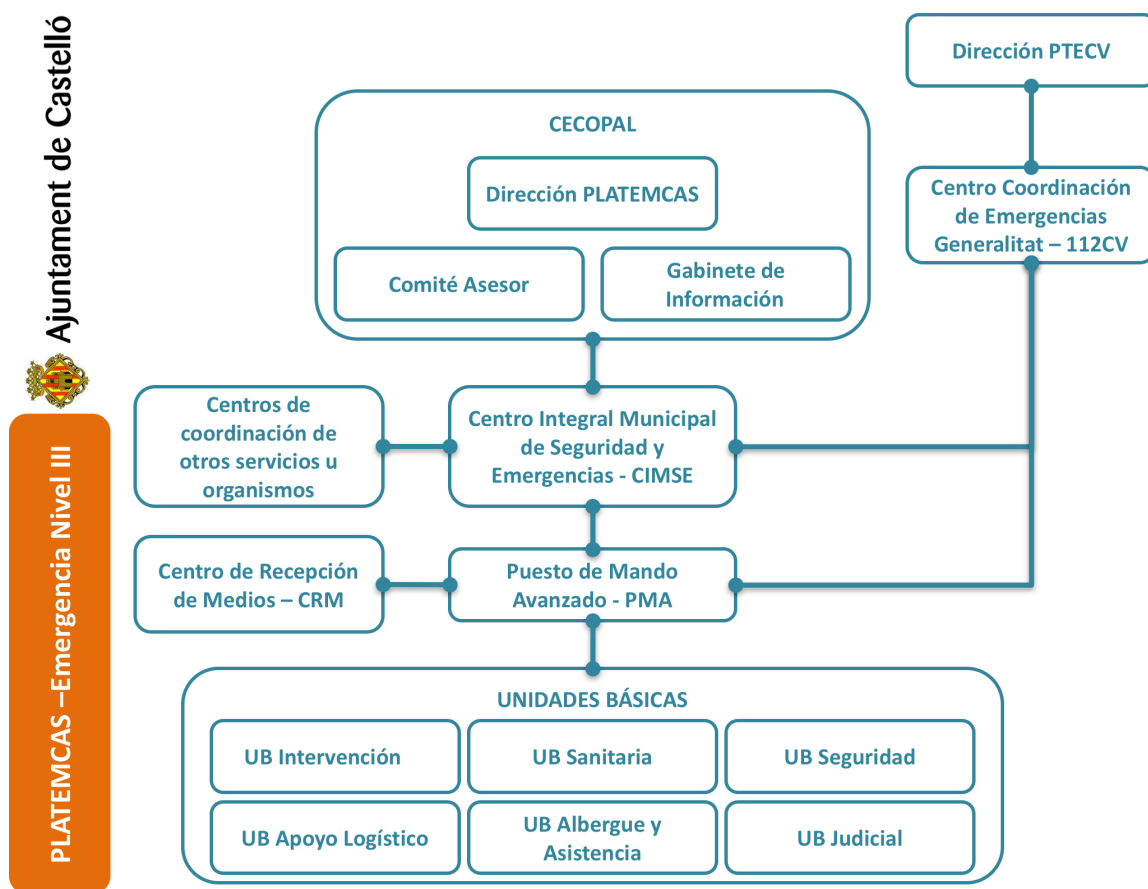 Ajuntament de Castelló
PLATEMCAS –Emergencia Nivel III
Dirección PTECV
CECOPAL
Dirección PLATEMCAS
Centro Coordinación
de Emergencias
Generalitat – 112CV
Comité Asesor
Gabinete de
Información
Centros de
coordinación de
otros servicios u
organismos
Centro Integral Municipal
de Seguridad y
Emergencias - CIMSE
Centro de Recepción
de Medios – CRM
Puesto de Mando
Avanzado - PMA
UNIDADES BÁSICAS
UB Intervención
UB Sanitaria
UB Seguridad
UB Apoyo Logístico
UB Albergue y
Asistencia
UB Judicial